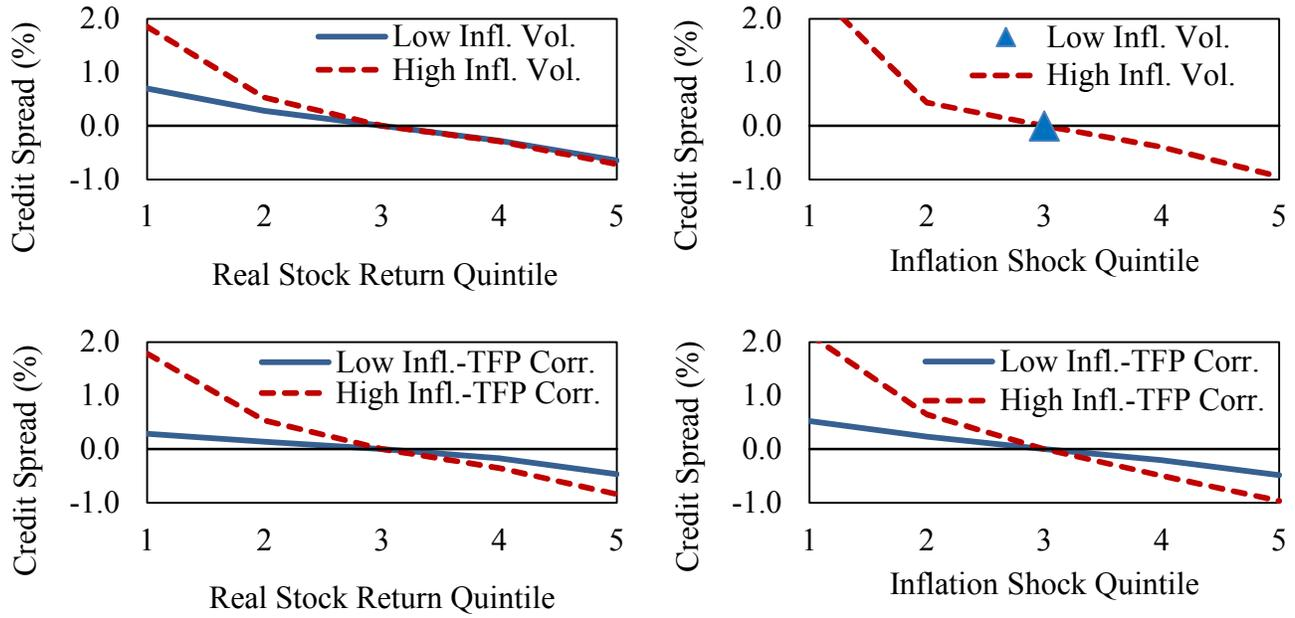 Credit Spread (%)
2.0
1.0
0.0
-1.0
Low Infl. Vol.
High Infl. Vol.
1 2 3 4 5
Real Stock Return Quintile
Credit Spread (%)
2.0
1.0
0.0
-1.0
Low Infl. Vol.
High Infl. Vol.
1 2 3 4 5
Inflation Shock Quintile
Credit Spread (%)
2.0
1.0
0.0
-1.0
Low Infl.-TFP Corr.
High Infl.-TFP Corr.
1 2 3 4 5
Real Stock Return Quintile
Credit Spread (%)
2.0
1.0
0.0
-1.0
Low Infl.-TFP Corr.
High Infl.-TFP Corr.
1 2 3 4 5
Inflation Shock Quintile